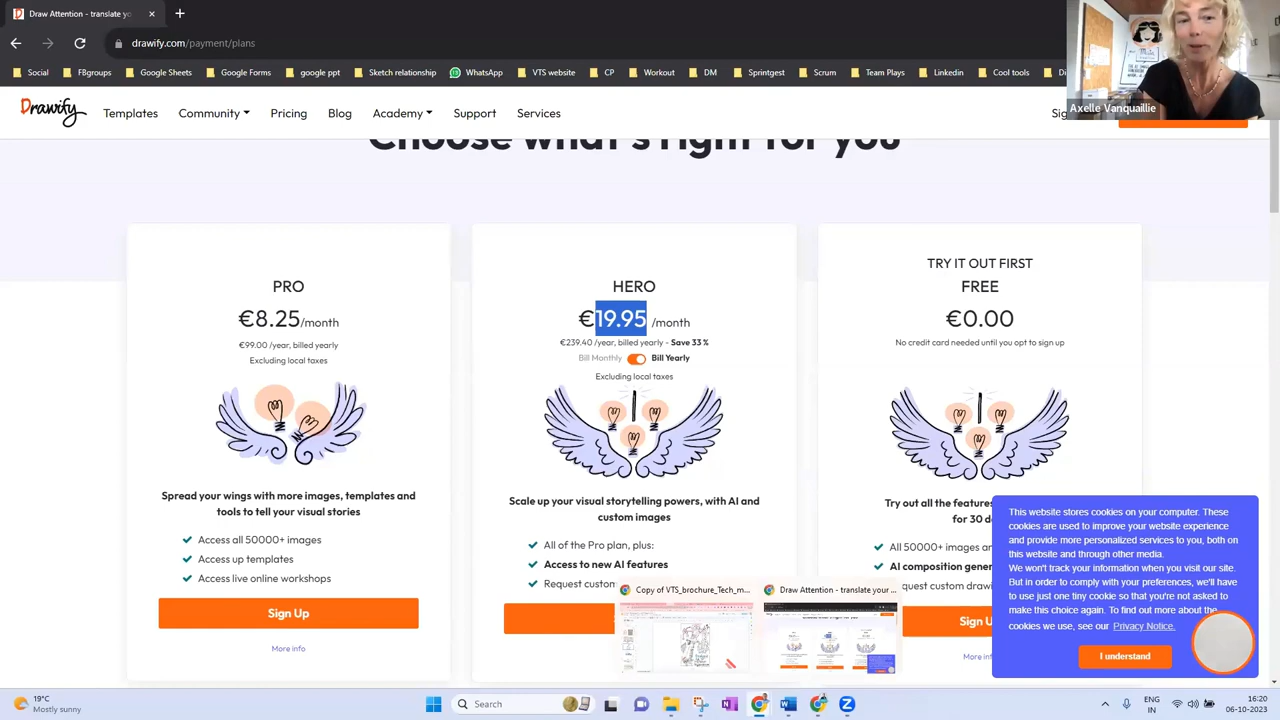 Draw Attention - translate yo
drawify.com/payment/plans
Social
FBgroups
Google Sheets
Google Forms
google ppt
Sketch relations
WhatsApp
VTS website
CP
Workout
DM
Sprintgest
Scrum
Team Plays
Linkedin
Cool tools
Axelle Vanquaillie
Drawify
Templates
Community
Pricing
Blog
Academy
Support
Services
Choose what's right for you
PRO
€8.25/month
€99.00 /year, billed yearly
Excluding local taxes
Spread your wings with more images, templates and
tools to tell your visual stories
Access all 50000+ images
Access up templates
Access live online workshops
Sign Up
More info
HERO
€19.95 /month
€239.40 /year, billed yearly - Save 33 %
Bill Monthly Bill Yearly
Excluding local taxes
Scale up your visual storytelling powers, with AI and
custom images
All of the Pro plan, plus:
Access to new AI features
Request custom
TRY IT OUT FIRST
FREE
€0.00
No credit card needed until you opt to sign up
Try out all the features
for 30 d
All 50000+ images an
AI composition gener
quest custom drawi
Sign U
More inf
This website stores cookies on your computer. These
cookies are used to improve your website experience
and provide more personalized services to you, both on
this website and through other media.
We won't track your information when you visit our site.
But in order to comply with your preferences, we'll have
to use just one tiny cookie so that you're not asked to
make this choice again. To find out more about the
cookies we use, see our Privacy Notice.
I understand
Copy of VTS_brochure_Tech_m...
Draw Attention - translate your ...
19°C
Mostly sunny
Search
ENG
IN
16:20
06-10-2023